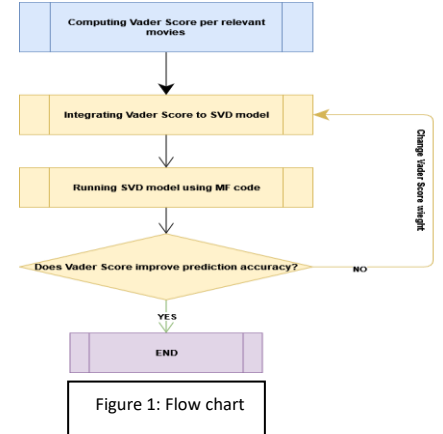 Computing Vader Score per relevant
movies
Integrating Vader Score to SVD model
Running SVD model using MF code
Change Vader Score wieght
Does Vader Score improve prediction accuracy?
NO
YES
END
Figure 1: Flow chart